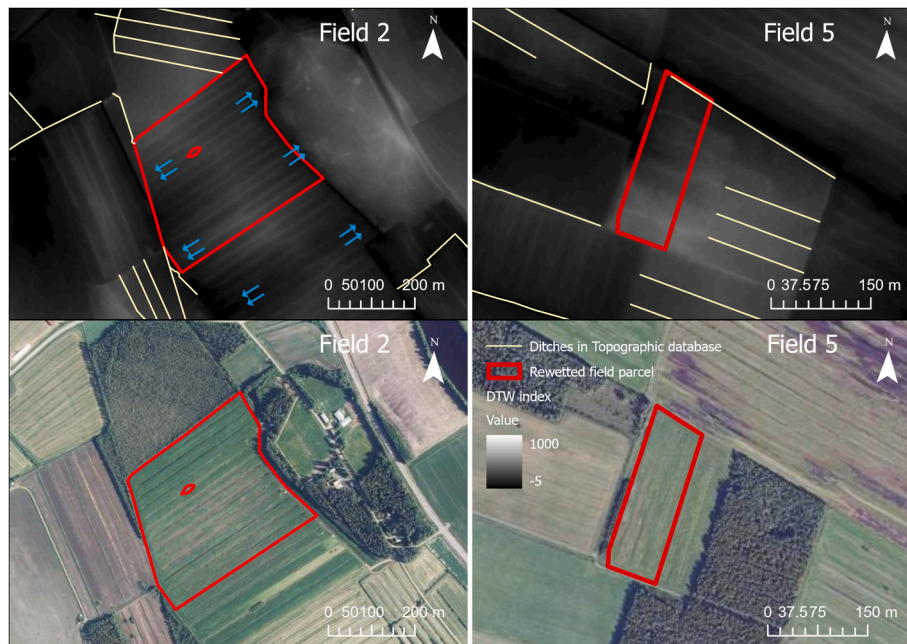 Field 2
N
0 50100 200 m
Field 5
N
0 37.575 150 m
Field 2
N
0 50100 200 m
Field 5
N
Ditches in Topographic database
Rewetted field parcel
DTW index
Value
1000
-5
0 37.575 150 m